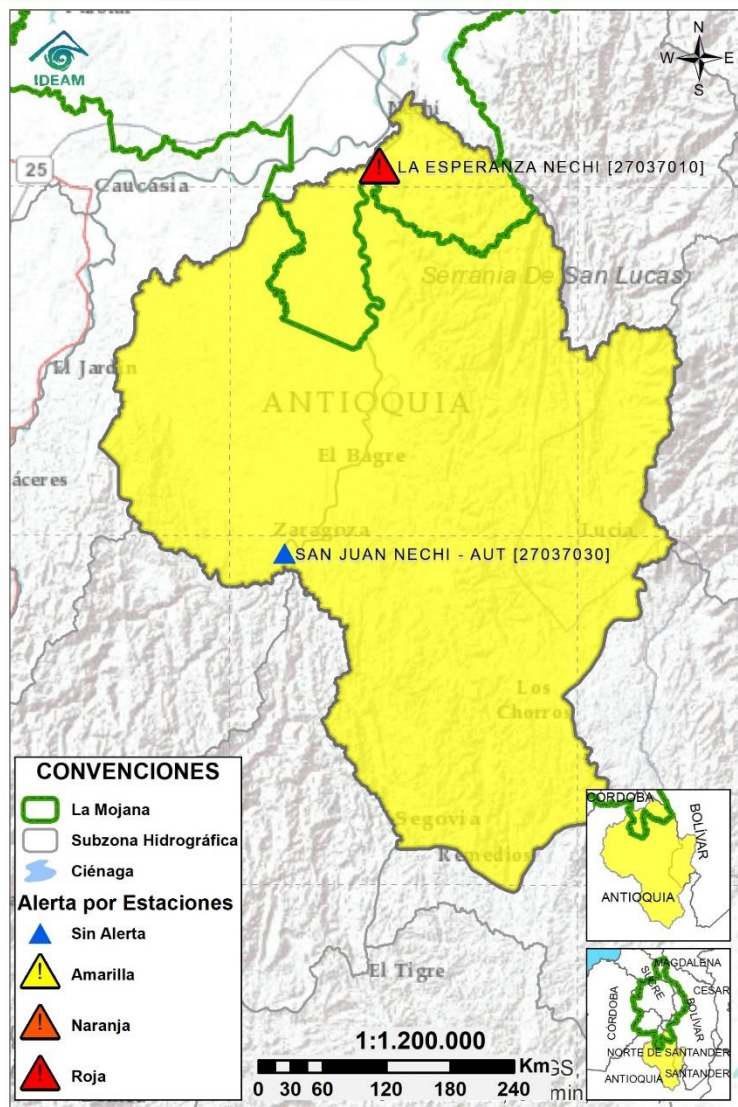 IDEAM
N
W E
S
Nechí
LA ESPERANZA NECHI [27037010]
25
Caucasia
Serranía De San Lucas
El Jardín
ANTIOQUIA
El Bagre
áceres
Zaragoza
Lucía
SAN JUAN NECHI - AUT [27037030]
Los
Chorros
Segovia
Remedios
El Tigre
CONVENCIONES
La Mojana
Subzona Hidrográfica
Ciénaga
Alerta por Estaciones
Sin Alerta
Amarilla
Naranja
Roja
1:1.200.000
Km
0 30 60 120 180 240
GS,
min
CÓRDOBA
BOLÍVAR
ANTIOQUIA
MAGDALENA
SUCRE
CESAR
CÓRDOBA
BOLÍVAR
NORTE DE SANTANDER
ANTIOQUIA
SANTANDER